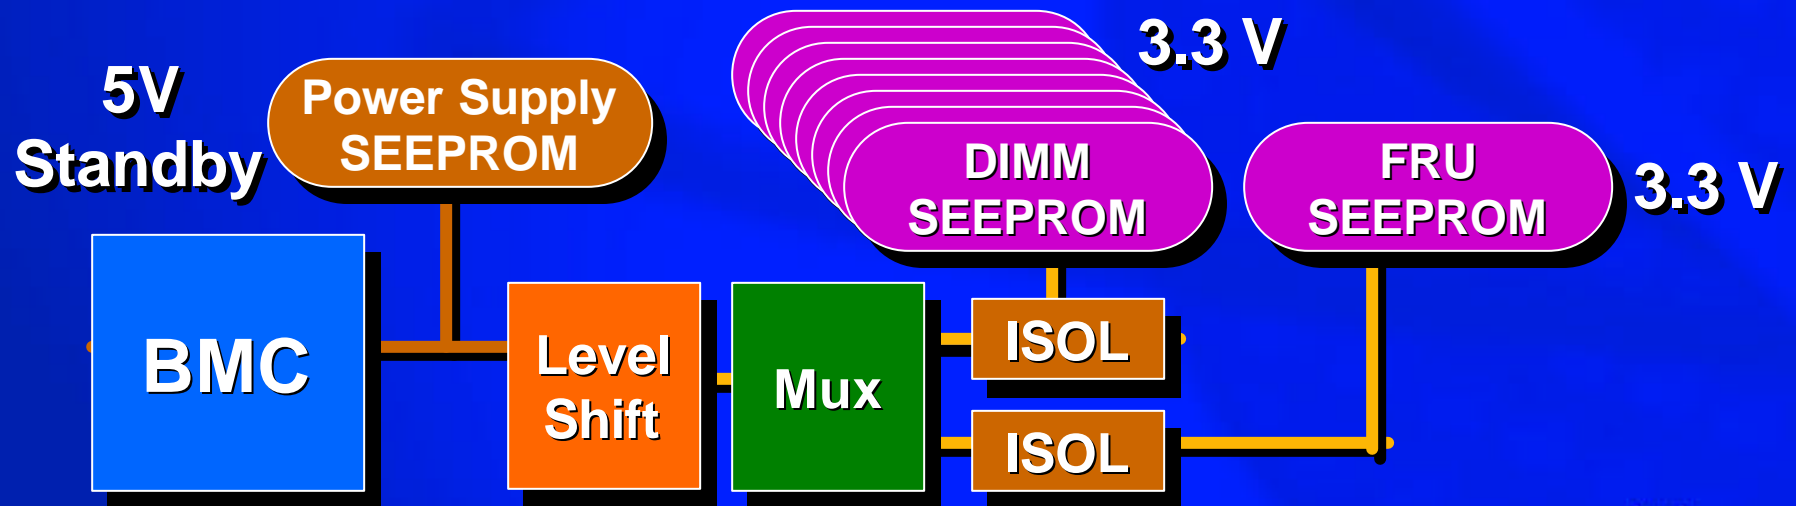 5V
Standby
Power Supply
SEEPROM
3.3 V
DIMM
SEEPROM
FRU
SEEPROM
3.3 V
BMC
Level
Shift
Mux
ISOL
ISOL